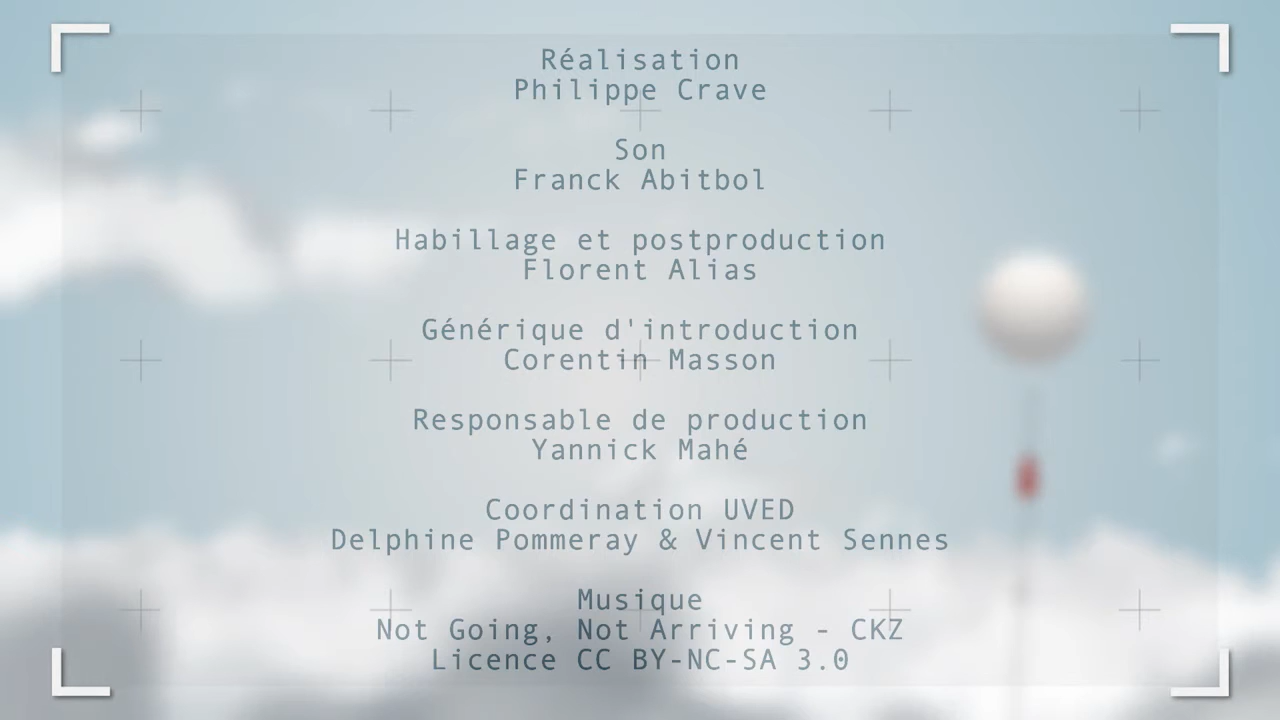 Réalisation
Philippe Crave
Son
Franck Abitbol
Habillage et postproduction
Florent Alias
Générique d'introduction
Corentin Masson
Responsable de production
Yannick Mahé
Coordination UVED
Delphine Pommeray & Vincent Sennes
Musique
Not Going, Not Arriving - CKZ
Licence CC BY-NC-SA 3.0